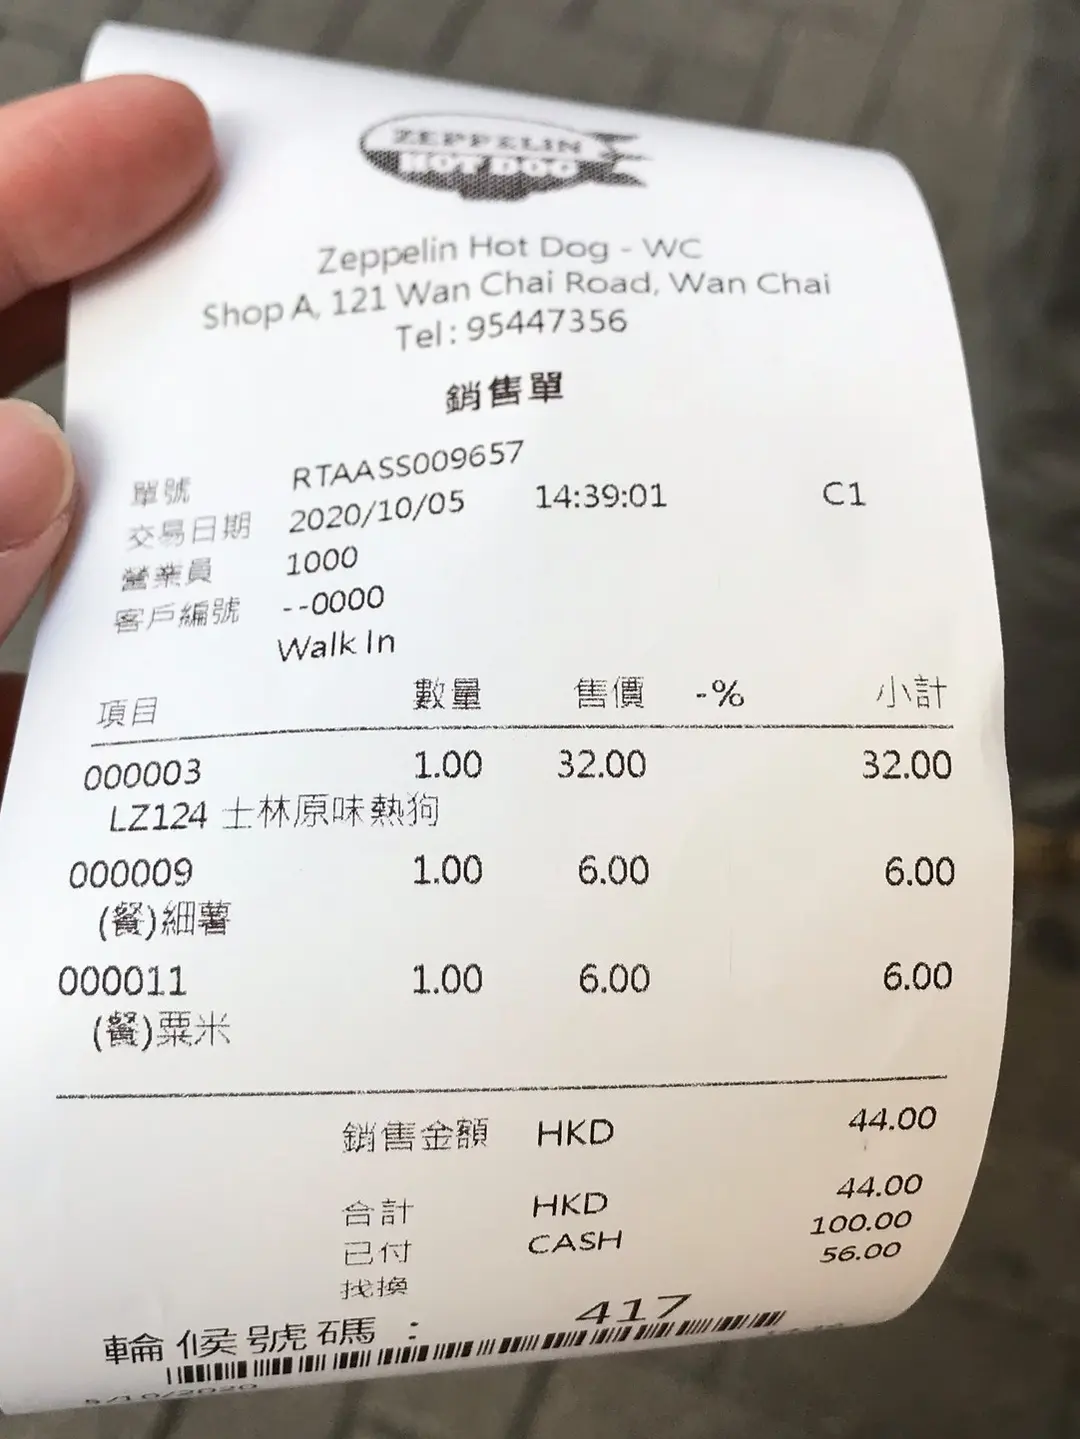 ZEPPELIN
HOT DOG
Zeppelin Hot Dog - WC
Shop A, 121 Wan Chai Road, Wan Chai
Tel: 95447356
銷售單
單號 RTAASS009657
交易日期 2020/10/05 14:39:01 C1
營業員 1000
客戶編號 --0000
Walk In
項目 數量 售價 -% 小計
000003 1.00 32.00 32.00
LZ124 士林原味熱狗
000009 1.00 6.00 6.00
(餐)細薯
000011 1.00 6.00 6.00
(餐)粟米
銷售金額 HKD 44.00
合計 HKD 44.00
已付 CASH 100.00
找換 56.00
輪候號碼 : 417
5/10/2020